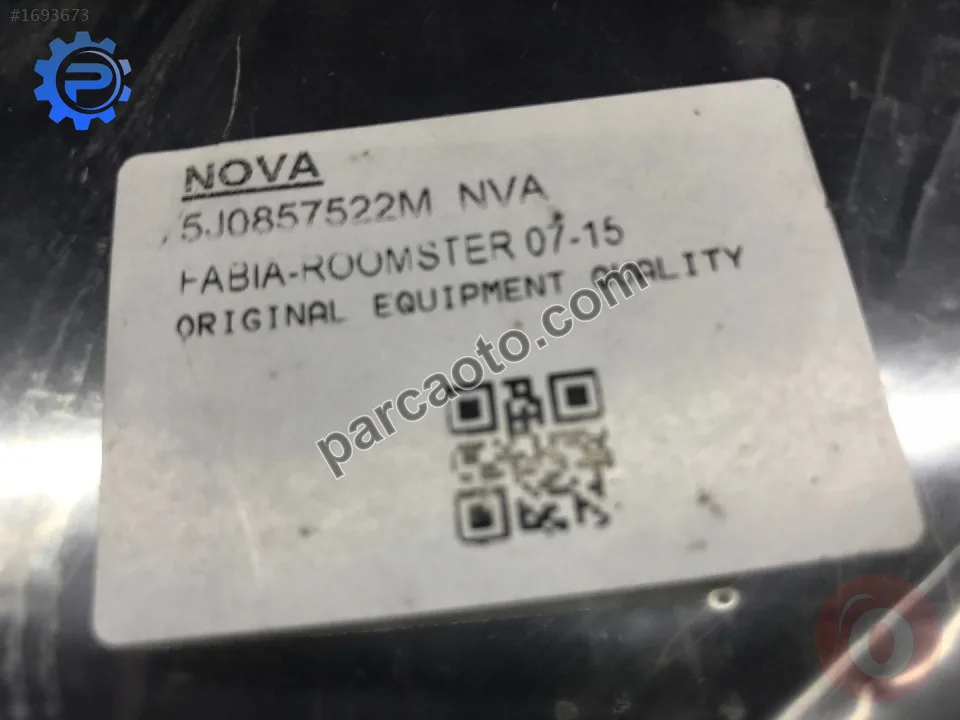 #1693673
P
NOVA
5J0857522M NVA
FABIA-ROOMSTER 07-15
ORIGINAL EQUIPMENT QUALITY
parcaoto.com